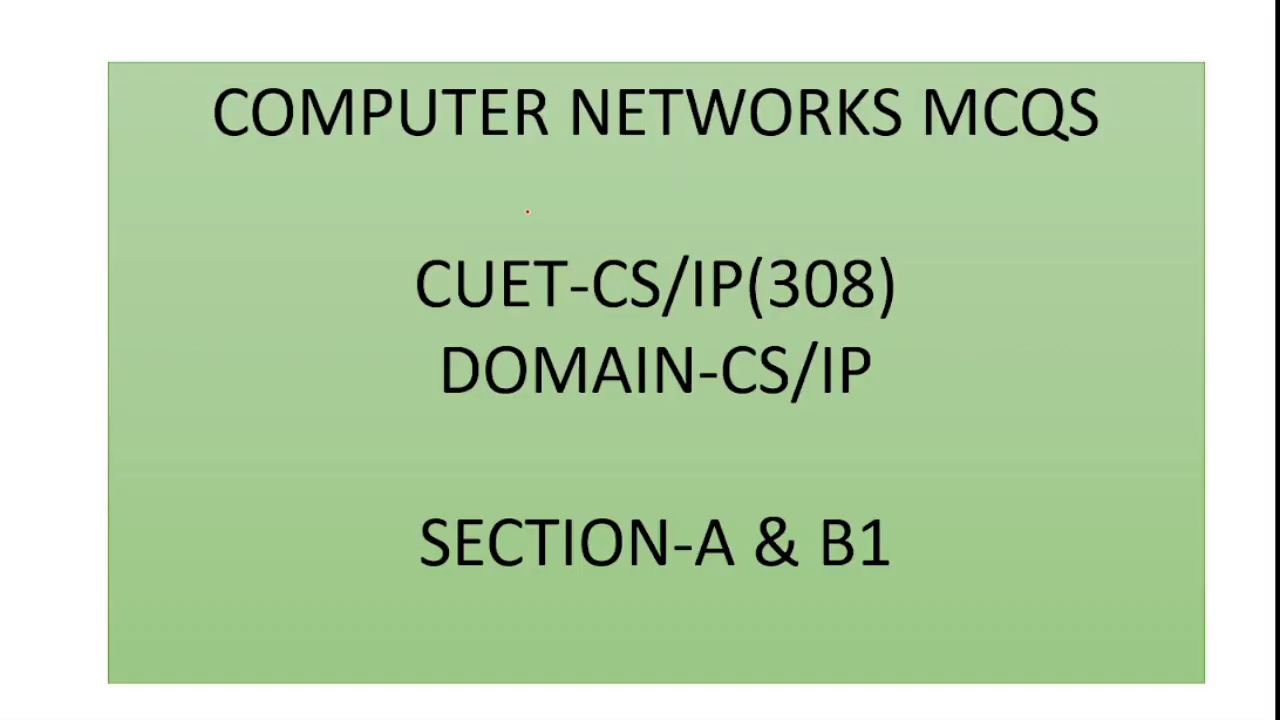 COMPUTER NETWORKS MCQS
CUET-CS/IP(308)
DOMAIN-CS/IP
SECTION-A & B1